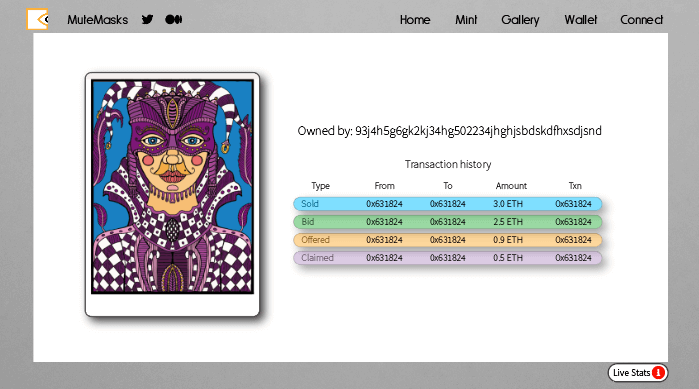 MuteMasks Home Mint Gallery Wallet Connect
Owned by: 93j4h5g6gk2kj34hg502234jhghjsbdskdfhxsdjsnd
Transaction history
Type From To Amount Txn
Sold 0x631824 0x631824 3.0 ETH 0x631824
Bid 0x631824 0x631824 2.5 ETH 0x631824
Offered 0x631824 0x631824 0.9 ETH 0x631824
Claimed 0x631824 0x631824 0.5 ETH 0x631824
Live Stats 1